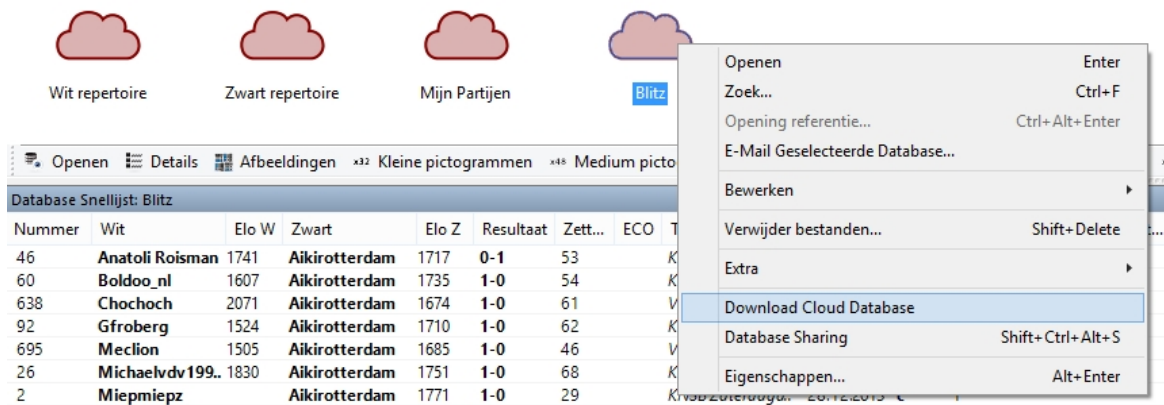 Wit repertoire Zwart repertoire Mijn Partijen Blitz
Openen Enter
Zoek... Ctrl+F
Opening referentie... Ctrl+Alt+Enter
E-Mail Geselecteerde Database...
Bewerken
Verwijder bestanden... Shift+Delete
Extra
Download Cloud Database
Database Sharing Shift+Ctrl+Alt+S
Eigenschappen... Alt+Enter
Openen Details Afbeeldingen x32 Kleine pictogrammen x48 Medium picto
Database Snellijst: Blitz
Nummer Wit Elo W Zwart Elo Z Resultaat Zett... ECO T
46 Anatoli Roisman 1741 Aikirotterdam 1717 0-1 53 K
60 Boldoo_nl 1607 Aikirotterdam 1735 1-0 54 K
638 Chochoch 2071 Aikirotterdam 1674 1-0 61 V
92 Gfroberg 1524 Aikirotterdam 1710 1-0 62 K
695 Meclion 1505 Aikirotterdam 1685 1-0 46 V
26 Michaelvdv199.. 1830 Aikirotterdam 1751 1-0 68 K
2 Miepmiepz Aikirotterdam 1771 1-0 29